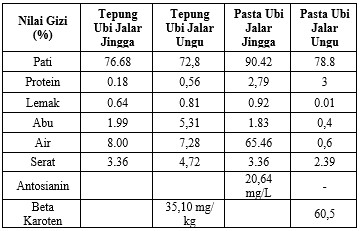 Nilai Gizi (%) | Tepung Ubi Jalar Jingga | Tepung Ubi Jalar Ungu | Pasta Ubi Jalar Jingga | Pasta Ubi Jalar Ungu
Pati | 76.68 | 72,8 | 90.42 | 78.8
Protein | 0.18 | 0,56 | 2,79 | 3
Lemak | 0.64 | 0.81 | 0.92 | 0.01
Abu | 1.99 | 5,31 | 1.83 | 0,4
Air | 8.00 | 7,28 | 65.46 | 0,6
Serat | 3.36 | 4,72 | 3.36 | 2.39
Antosianin | | | 20,64 mg/L | -
Beta Karoten | | 35,10 mg/ kg | | 60,5